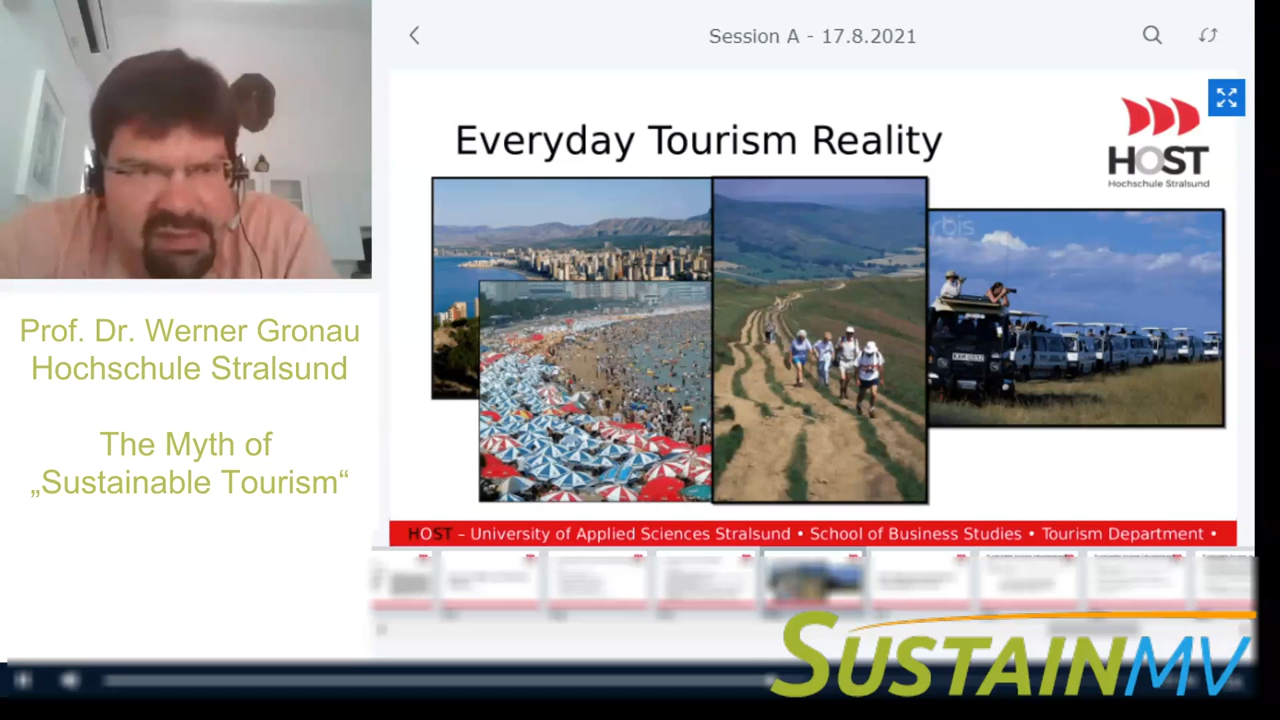 Session A - 17.8.2021
Everyday Tourism Reality
HOST
Hochschule Stralsund
rbis
Prof. Dr. Werner Gronau
Hochschule Stralsund
The Myth of
„Sustainable Tourism“
HOST – University of Applied Sciences Stralsund • School of Business Studies • Tourism Department •
SUSTAINMV